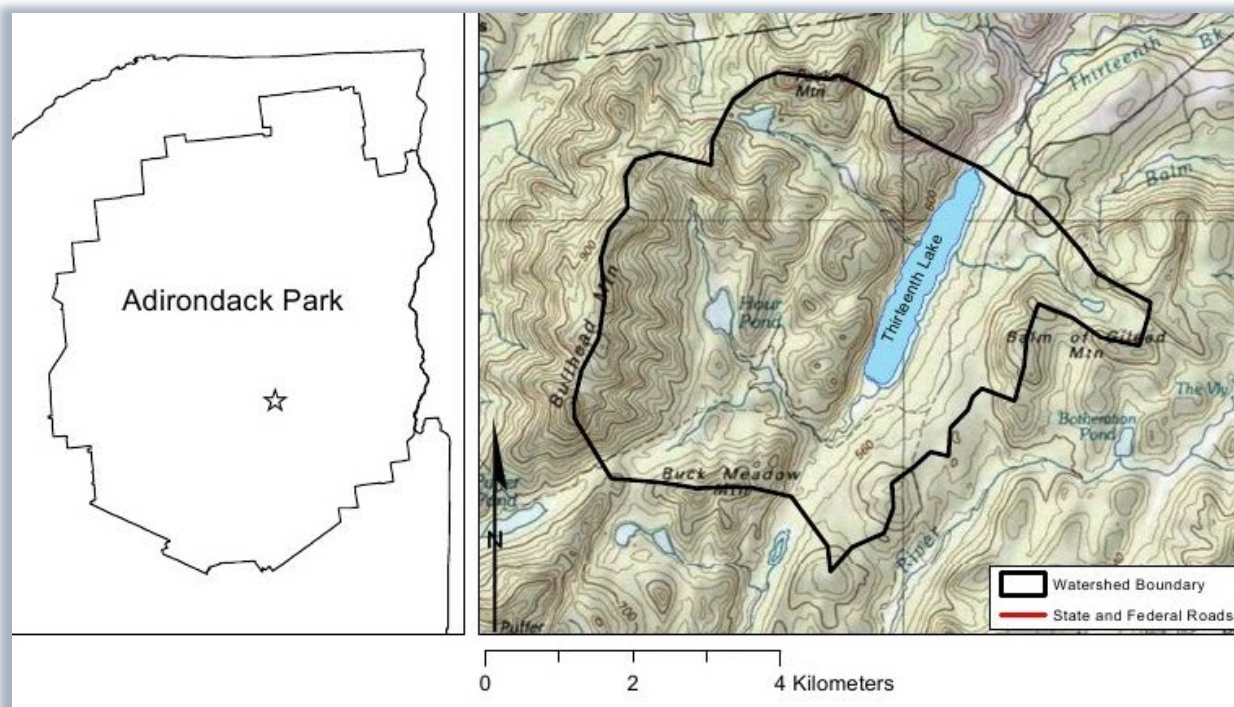 Adirondack Park
s
Mtn
Thirteenth
Bk
Balm
600
Thirteenth Lake
900
Bullhead Mtn
Hour
Pond
Balm of Gilead
Mtn
The Vly
Botheration
Pond
560
Buck Meadow
Mtn
Pond
N
River
700
Puffer
Watershed Boundary
State and Federal Roads
0
2
4 Kilometers